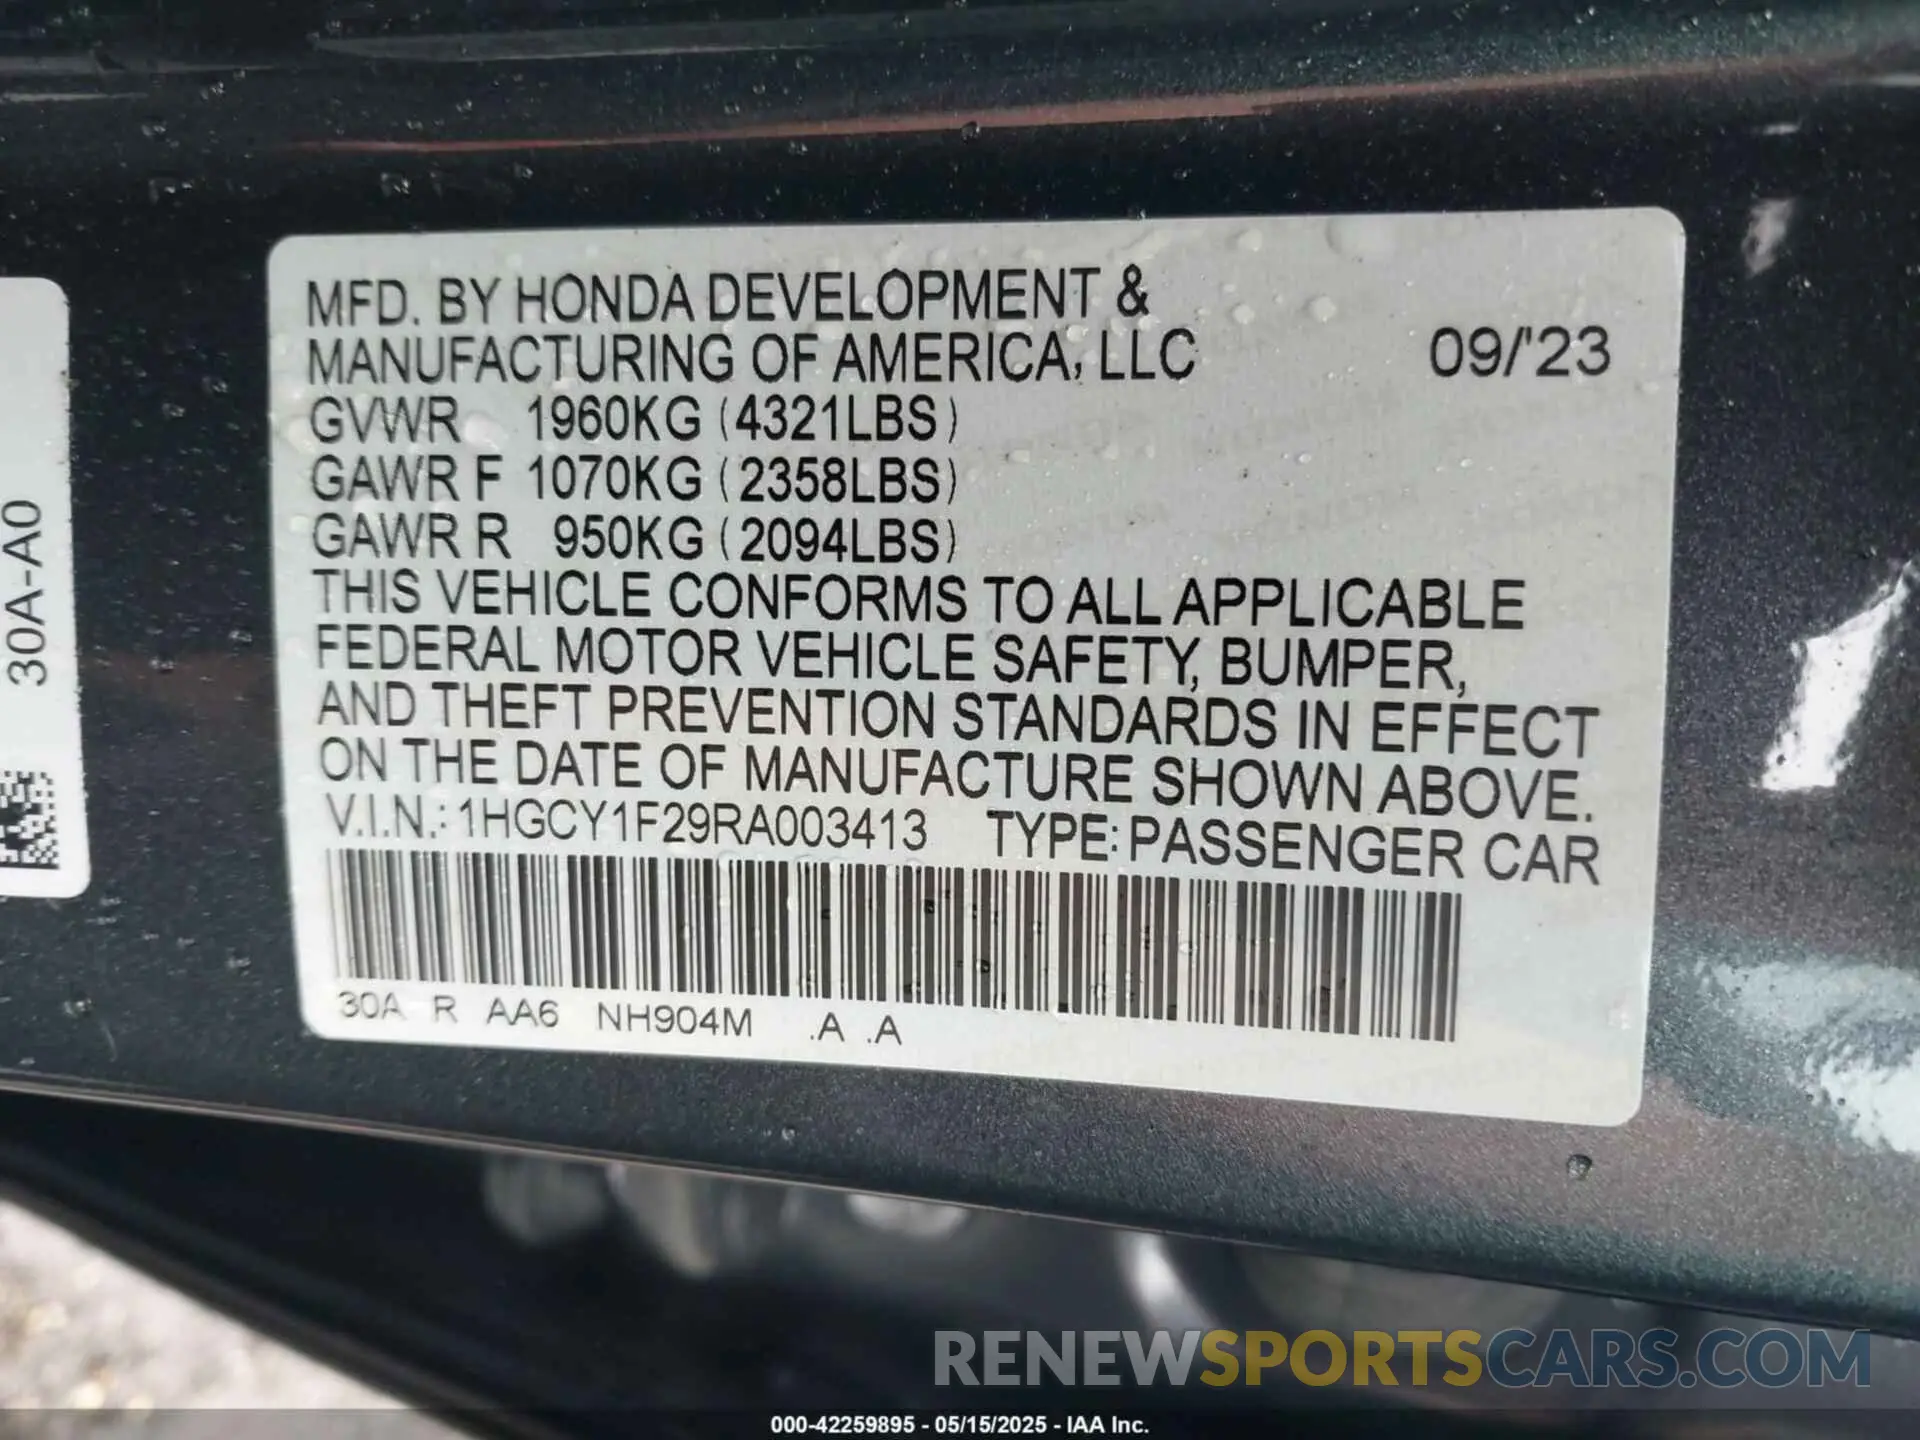 MFD. BY HONDA DEVELOPMENT &
MANUFACTURING OF AMERICA, LLC 09/'23
GVWR 1960KG (4321LBS)
GAWR F 1070KG (2358LBS)
GAWR R 950KG (2094LBS)
THIS VEHICLE CONFORMS TO ALL APPLICABLE
FEDERAL MOTOR VEHICLE SAFETY, BUMPER,
AND THEFT PREVENTION STANDARDS IN EFFECT
ON THE DATE OF MANUFACTURE SHOWN ABOVE.
V.I.N.: 1HGCY1F29RA003413 TYPE: PASSENGER CAR
30A R AA6 NH904M .A .A
30A-A0
RENEWSPORTSCARS.COM
000-42259895 - 05/15/2025 - IAA Inc.